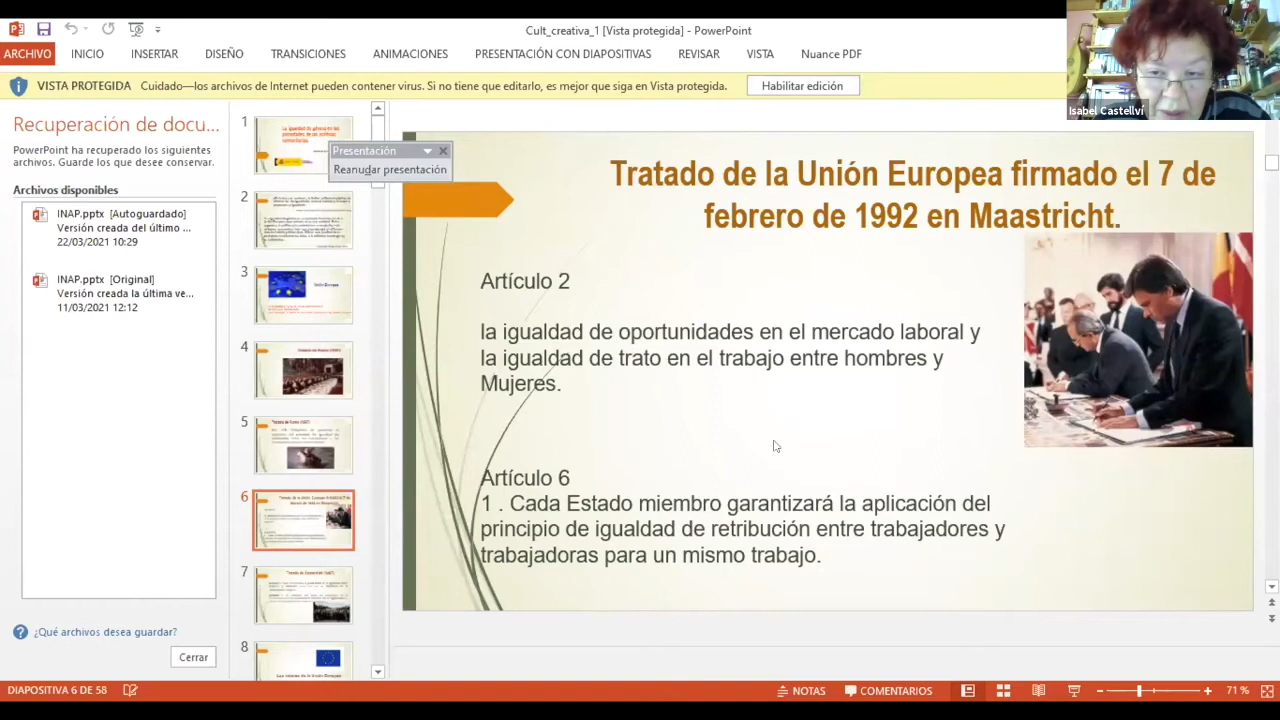 Cult_creativa_1 [Vista protegida] - PowerPoint
ARCHIVO INICIO INSERTAR DISEÑO TRANSICIONES ANIMACIONES PRESENTACIÓN CON DIAPOSITIVAS REVISAR VISTA Nuance PDF
VISTA PROTEGIDA Cuidado—los archivos de Internet pueden contener virus. Si no tiene que editarlo, es mejor que siga en Vista protegida. Habilitar edición
Isabel Castellví
Recuperación de docu...
PowerPoint ha recuperado los siguientes
archivos. Guarde los que desee conservar.
Archivos disponibles
INAP.pptx [Autoguardado]
Versión creada del último ...
22/03/2021 10:29
INAP.pptx [Original]
Versión creada la última ve...
11/03/2021 12:12
¿Qué archivos desea guardar?
Cerrar
1
2
3
4
5
6
7
8
Presentación
Reanudar presentación
Tratado de la Unión Europea firmado el 7 de
febrero de 1992 en Maastricht.
Artículo 2
la igualdad de oportunidades en el mercado laboral y
la igualdad de trato en el trabajo entre hombres y
Mujeres.
Artículo 6
1 . Cada Estado miembro garantizará la aplicación del
principio de igualdad de retribución entre trabajadores y
trabajadoras para un mismo trabajo.
DIAPOSITIVA 6 DE 58 NOTAS COMENTARIOS 71 %